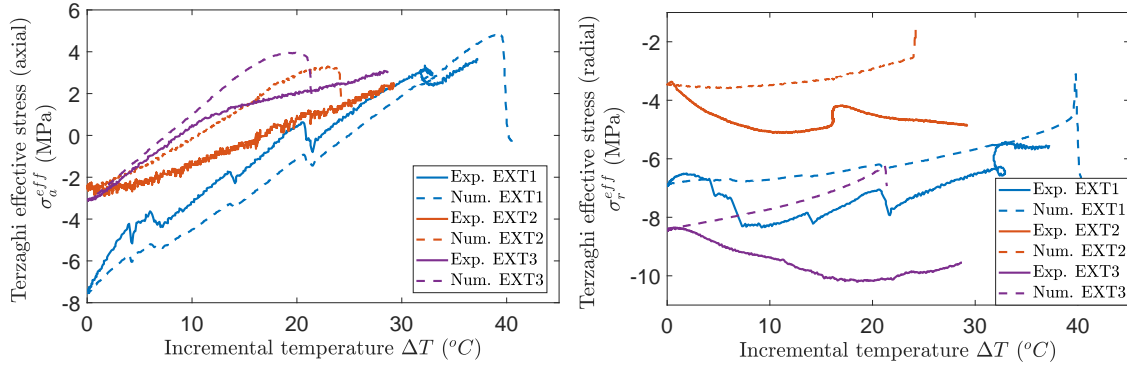 Terzaghi effective stress (axial)
σ_a^{eff} (MPa)
6
4
2
0
-2
-4
-6
-8
0
10
20
30
40
Incremental temperature ΔT (°C)
Exp. EXT1
Num. EXT1
Exp. EXT2
Num. EXT2
Exp. EXT3
Num. EXT3
Terzaghi effective stress (radial)
σ_r^{eff} (MPa)
-2
-4
-6
-8
-10
0
10
20
30
40
Incremental temperature ΔT (°C)
Exp. EXT1
Num. EXT1
Exp. EXT2
Num. EXT2
Exp. EXT3
Num. EXT3